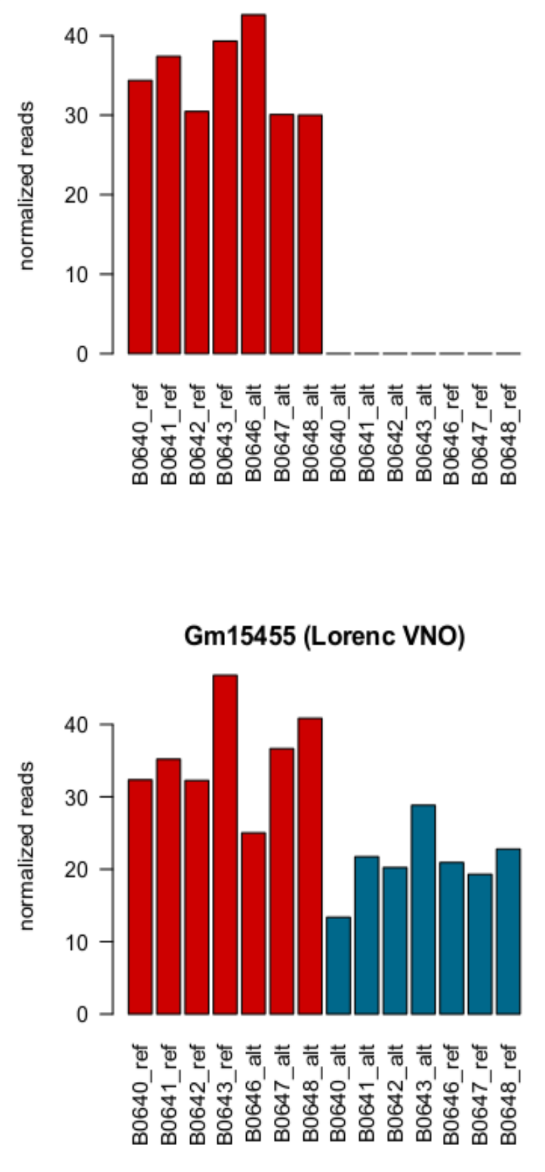 40
30
20
10
0
normalized reads
B0640_ref
B0641_ref
B0642_ref
B0643_ref
B0646_alt
B0647_alt
B0648_alt
B0640_alt
B0641_alt
B0642_alt
B0643_alt
B0646_ref
B0647_ref
B0648_ref
Gm15455 (Lorenc VNO)
40
30
20
10
0
normalized reads
B0640_ref
B0641_ref
B0642_ref
B0643_ref
B0646_alt
B0647_alt
B0648_alt
B0640_alt
B0641_alt
B0642_alt
B0643_alt
B0646_ref
B0647_ref
B0648_ref